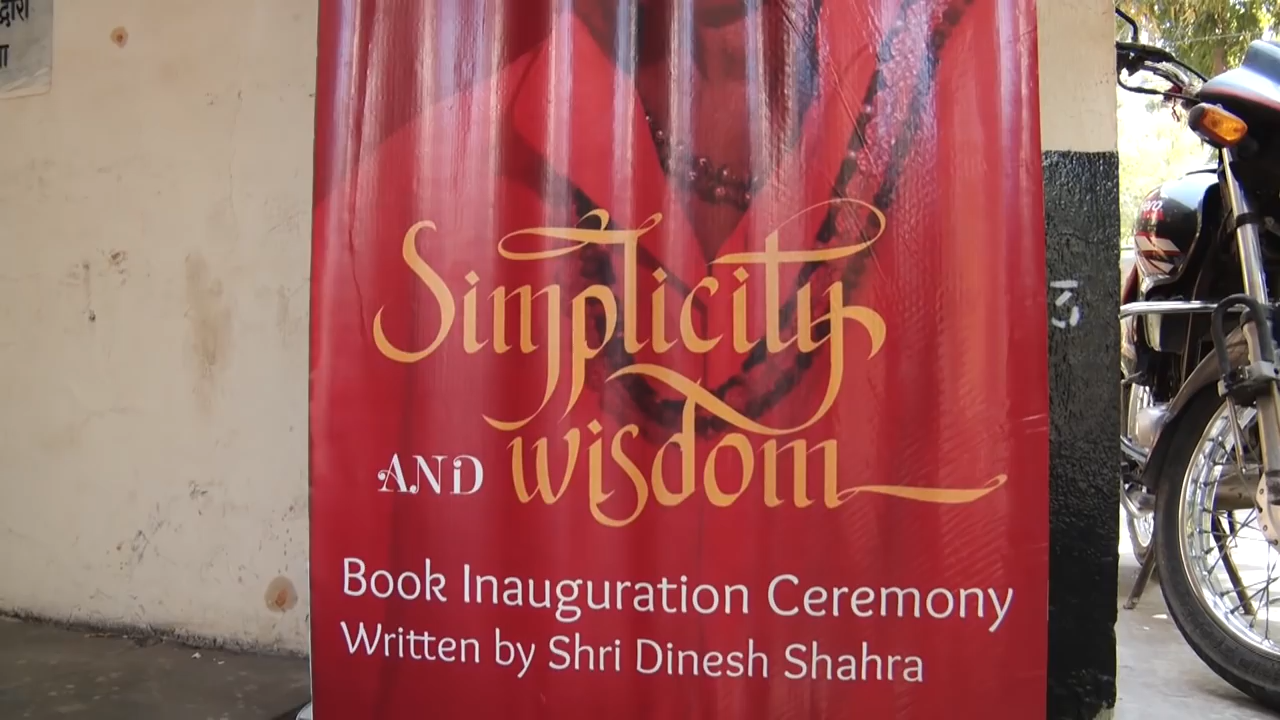 Simplicity
AND wisdom
Book Inauguration Ceremony
Written by Shri Dinesh Shahra